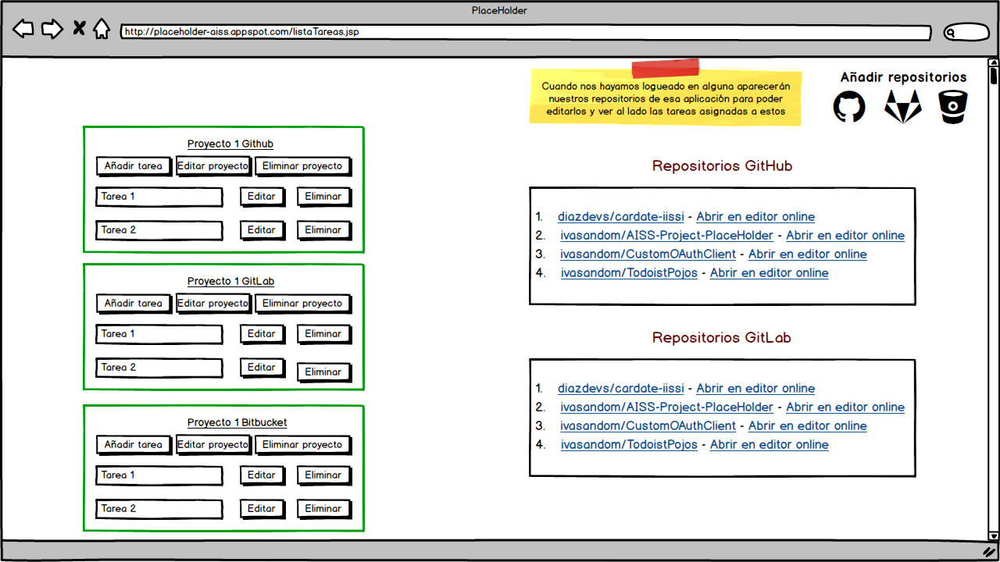 PlaceHolder
http://placeholder-aiss.appspot.com/listaTareas.jsp
Cuando nos hayamos logueado en alguna aparecerán
nuestros repositorios de esa aplicación para poder
editarlos y ver al lado las tareas asignadas a estos
Añadir repositorios
Proyecto 1 Github
Añadir tarea Editar proyecto Eliminar proyecto
Tarea 1 Editar Eliminar
Tarea 2 Editar Eliminar
Proyecto 1 GitLab
Añadir tarea Editar proyecto Eliminar proyecto
Tarea 1 Editar Eliminar
Tarea 2 Editar Eliminar
Proyecto 1 Bitbucket
Añadir tarea Editar proyecto Eliminar proyecto
Tarea 1 Editar Eliminar
Tarea 2 Editar Eliminar
Repositorios GitHub
1. diazdevs/cardate-iissi - Abrir en editor online
2. ivasandom/AISS-Project-PlaceHolder - Abrir en editor online
3. ivasandom/CustomOAuthClient - Abrir en editor online
4. ivasandom/TodoistPojos - Abrir en editor online
Repositorios GitLab
1. diazdevs/cardate-iissi - Abrir en editor online
2. ivasandom/AISS-Project-PlaceHolder - Abrir en editor online
3. ivasandom/CustomOAuthClient - Abrir en editor online
4. ivasandom/TodoistPojos - Abrir en editor online